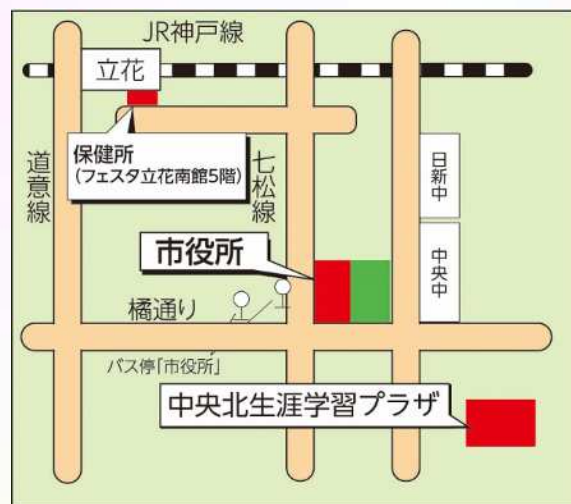 JR神戸線
立花
保健所
(フェスタ立花南館5階)
道意線
七松線
日新中
市役所
中央中
橘通り
バス停「市役所」
中央北生涯学習プラザ